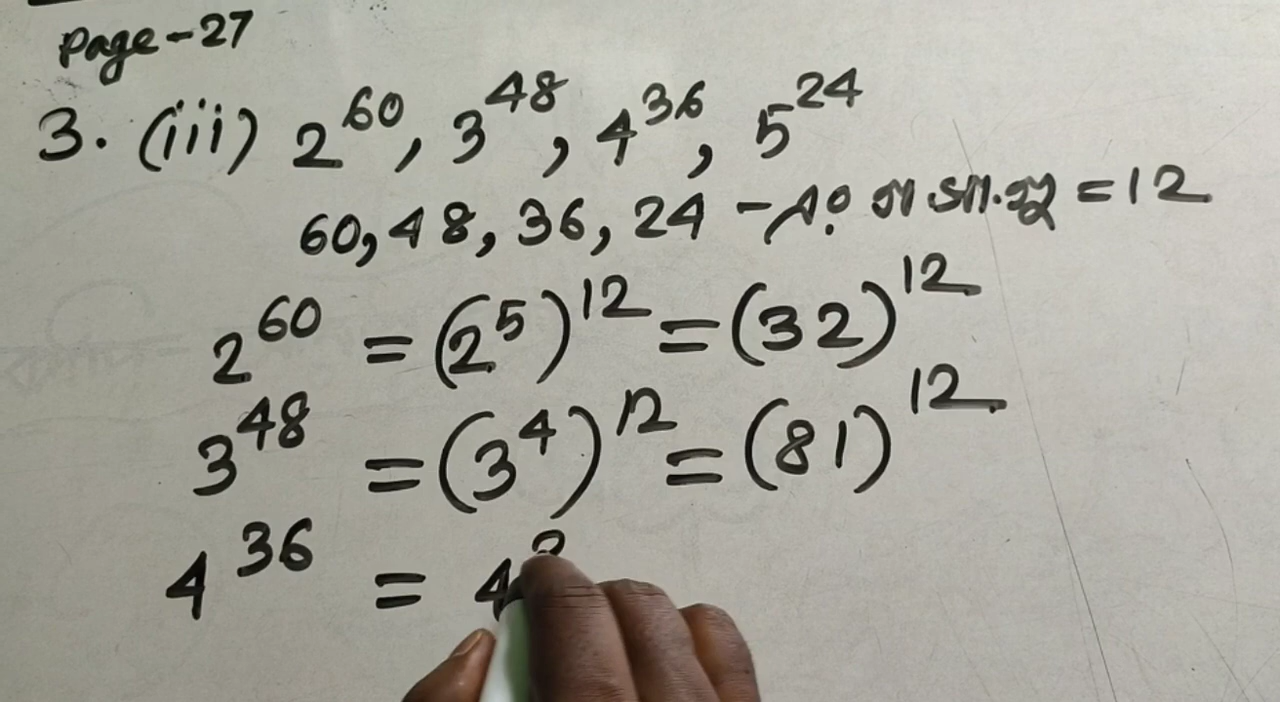 Page-27
3. (iii) 2^60, 3^48, 4^36, 5^24
60, 48, 36, 24 - এর গ.সা.গু = 12
2^60 = (2^5)^12 = (32)^12
3^48 = (3^4)^12 = (81)^12
4^36 = 4